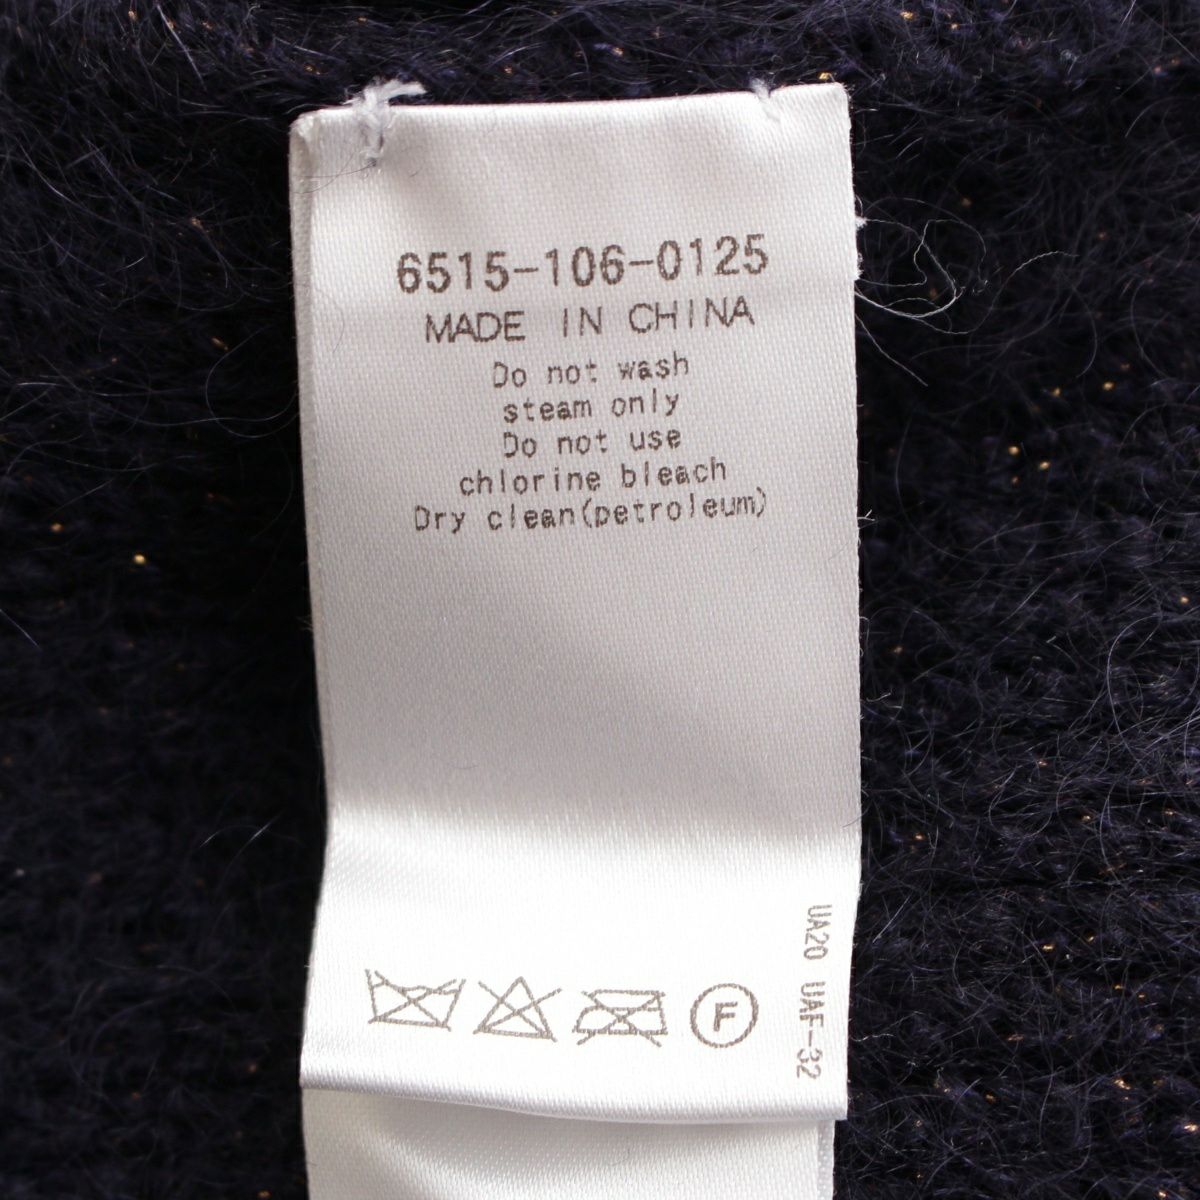 6515-106-0125
MADE IN CHINA
Do not wash
steam only
Do not use
chlorine bleach
Dry clean(petroleum)
UA20 UAF-32
F